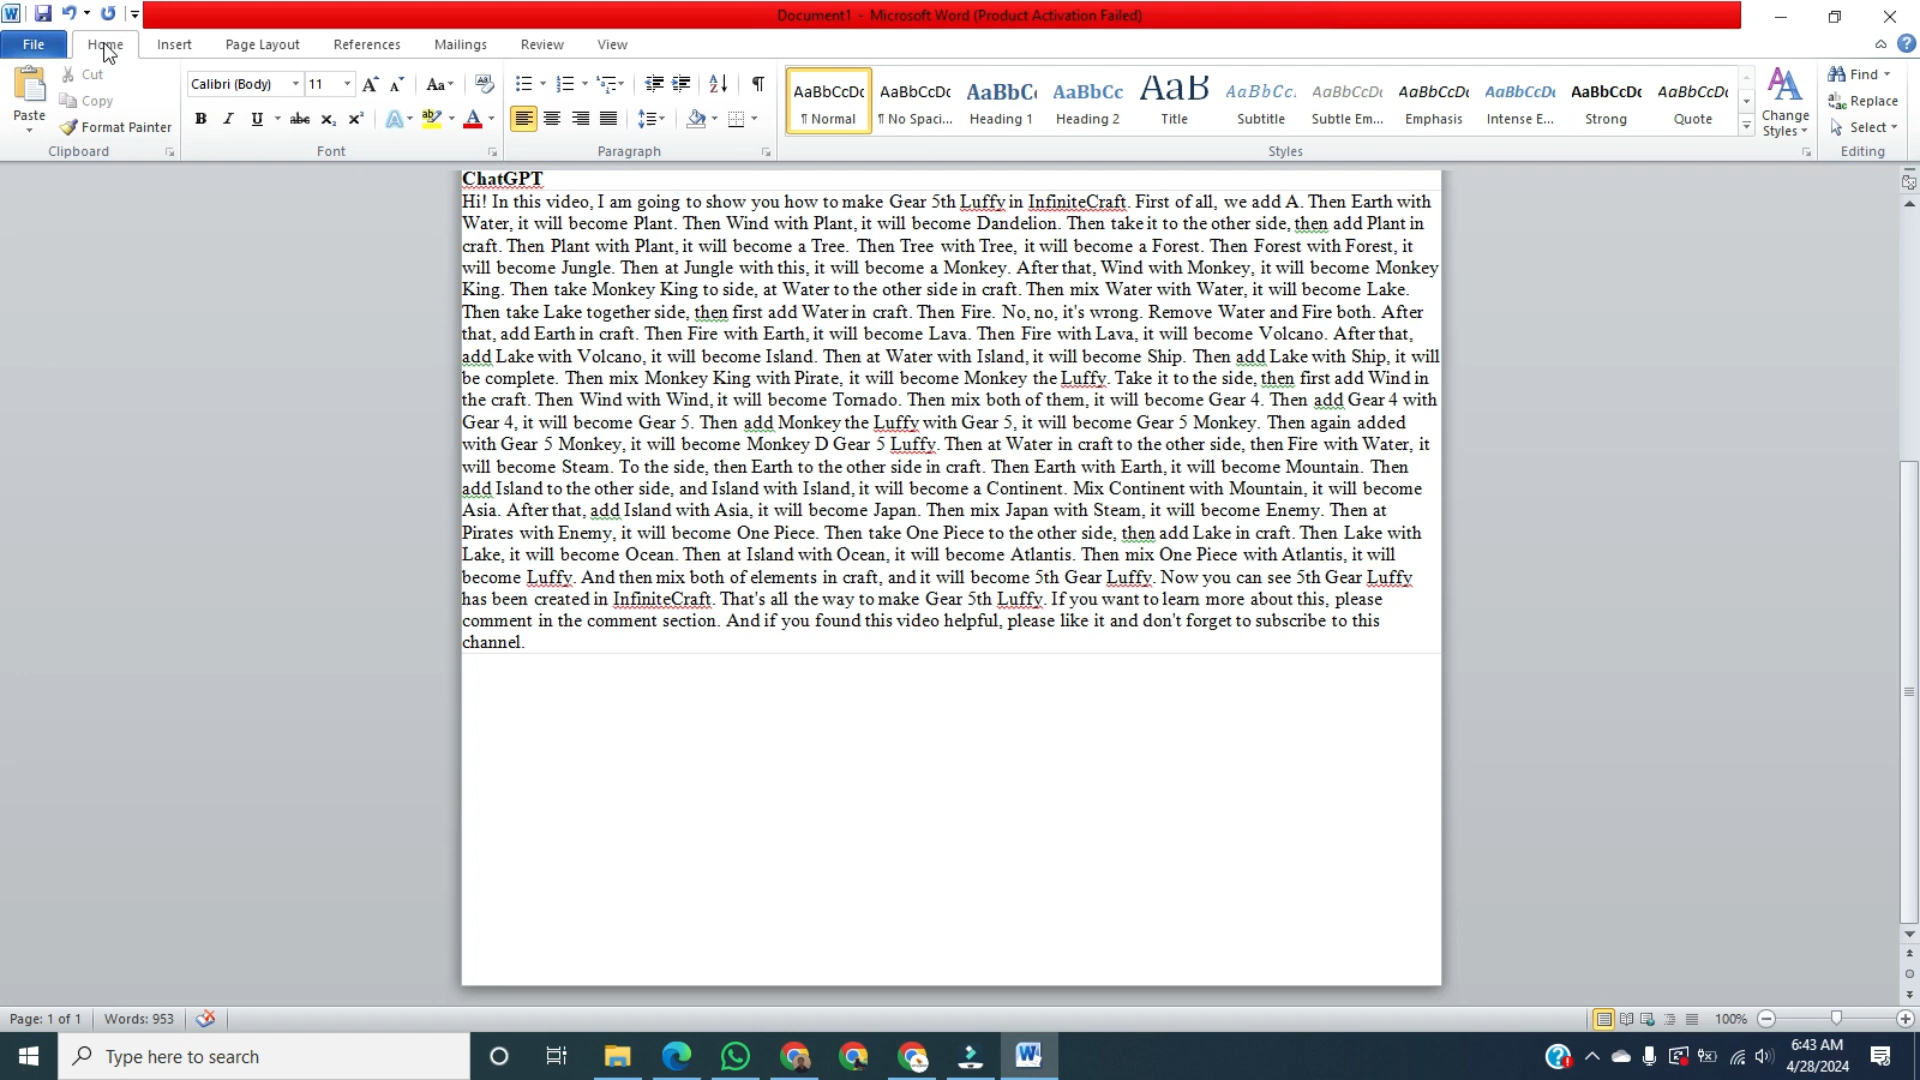 Document1 - Microsoft Word (Product Activation Failed)
File Home Insert Page Layout References Mailings Review View
Cut
Copy
Format Painter
Paste
Clipboard
Calibri (Body) 11
Font
Paragraph
AaBbCcDc AaBbCcDc AaBbC AaBbCc AaB AaBbCc. AaBbCcDc AaBbCcDc AaBbCcDc AaBbCcDc AaBbCcDc
¶ Normal ¶ No Spaci... Heading 1 Heading 2 Title Subtitle Subtle Em... Emphasis Intense E... Strong Quote
Styles
Change
Styles
Find
Replace
Select
Editing
ChatGPT
Hi! In this video, I am going to show you how to make Gear 5th Luffy in InfiniteCraft. First of all, we add A. Then Earth with
Water, it will become Plant. Then Wind with Plant, it will become Dandelion. Then take it to the other side, then add Plant in
craft. Then Plant with Plant, it will become a Tree. Then Tree with Tree, it will become a Forest. Then Forest with Forest, it
will become Jungle. Then at Jungle with this, it will become a Monkey. After that, Wind with Monkey, it will become Monkey
King. Then take Monkey King to side, at Water to the other side in craft. Then mix Water with Water, it will become Lake.
Then take Lake together side, then first add Water in craft. Then Fire. No, no, it's wrong. Remove Water and Fire both. After
that, add Earth in craft. Then Fire with Earth, it will become Lava. Then Fire with Lava, it will become Volcano. After that,
add Lake with Volcano, it will become Island. Then at Water with Island, it will become Ship. Then add Lake with Ship, it will
be complete. Then mix Monkey King with Pirate, it will become Monkey the Luffy. Take it to the side, then first add Wind in
the craft. Then Wind with Wind, it will become Tornado. Then mix both of them, it will become Gear 4. Then add Gear 4 with
Gear 4, it will become Gear 5. Then add Monkey the Luffy with Gear 5, it will become Gear 5 Monkey. Then again added
with Gear 5 Monkey, it will become Monkey D Gear 5 Luffy. Then at Water in craft to the other side, then Fire with Water, it
will become Steam. To the side, then Earth to the other side in craft. Then Earth with Earth, it will become Mountain. Then
add Island to the other side, and Island with Island, it will become a Continent. Mix Continent with Mountain, it will become
Asia. After that, add Island with Asia, it will become Japan. Then mix Japan with Steam, it will become Enemy. Then at
Pirates with Enemy, it will become One Piece. Then take One Piece to the other side, then add Lake in craft. Then Lake with
Lake, it will become Ocean. Then at Island with Ocean, it will become Atlantis. Then mix One Piece with Atlantis, it will
become Luffy. And then mix both of elements in craft, and it will become 5th Gear Luffy. Now you can see 5th Gear Luffy
has been created in InfiniteCraft. That's all the way to make Gear 5th Luffy. If you want to learn more about this, please
comment in the comment section. And if you found this video helpful, please like it and don't forget to subscribe to this
channel.
Page: 1 of 1 Words: 953 100%
Type here to search
6:43 AM
4/28/2024